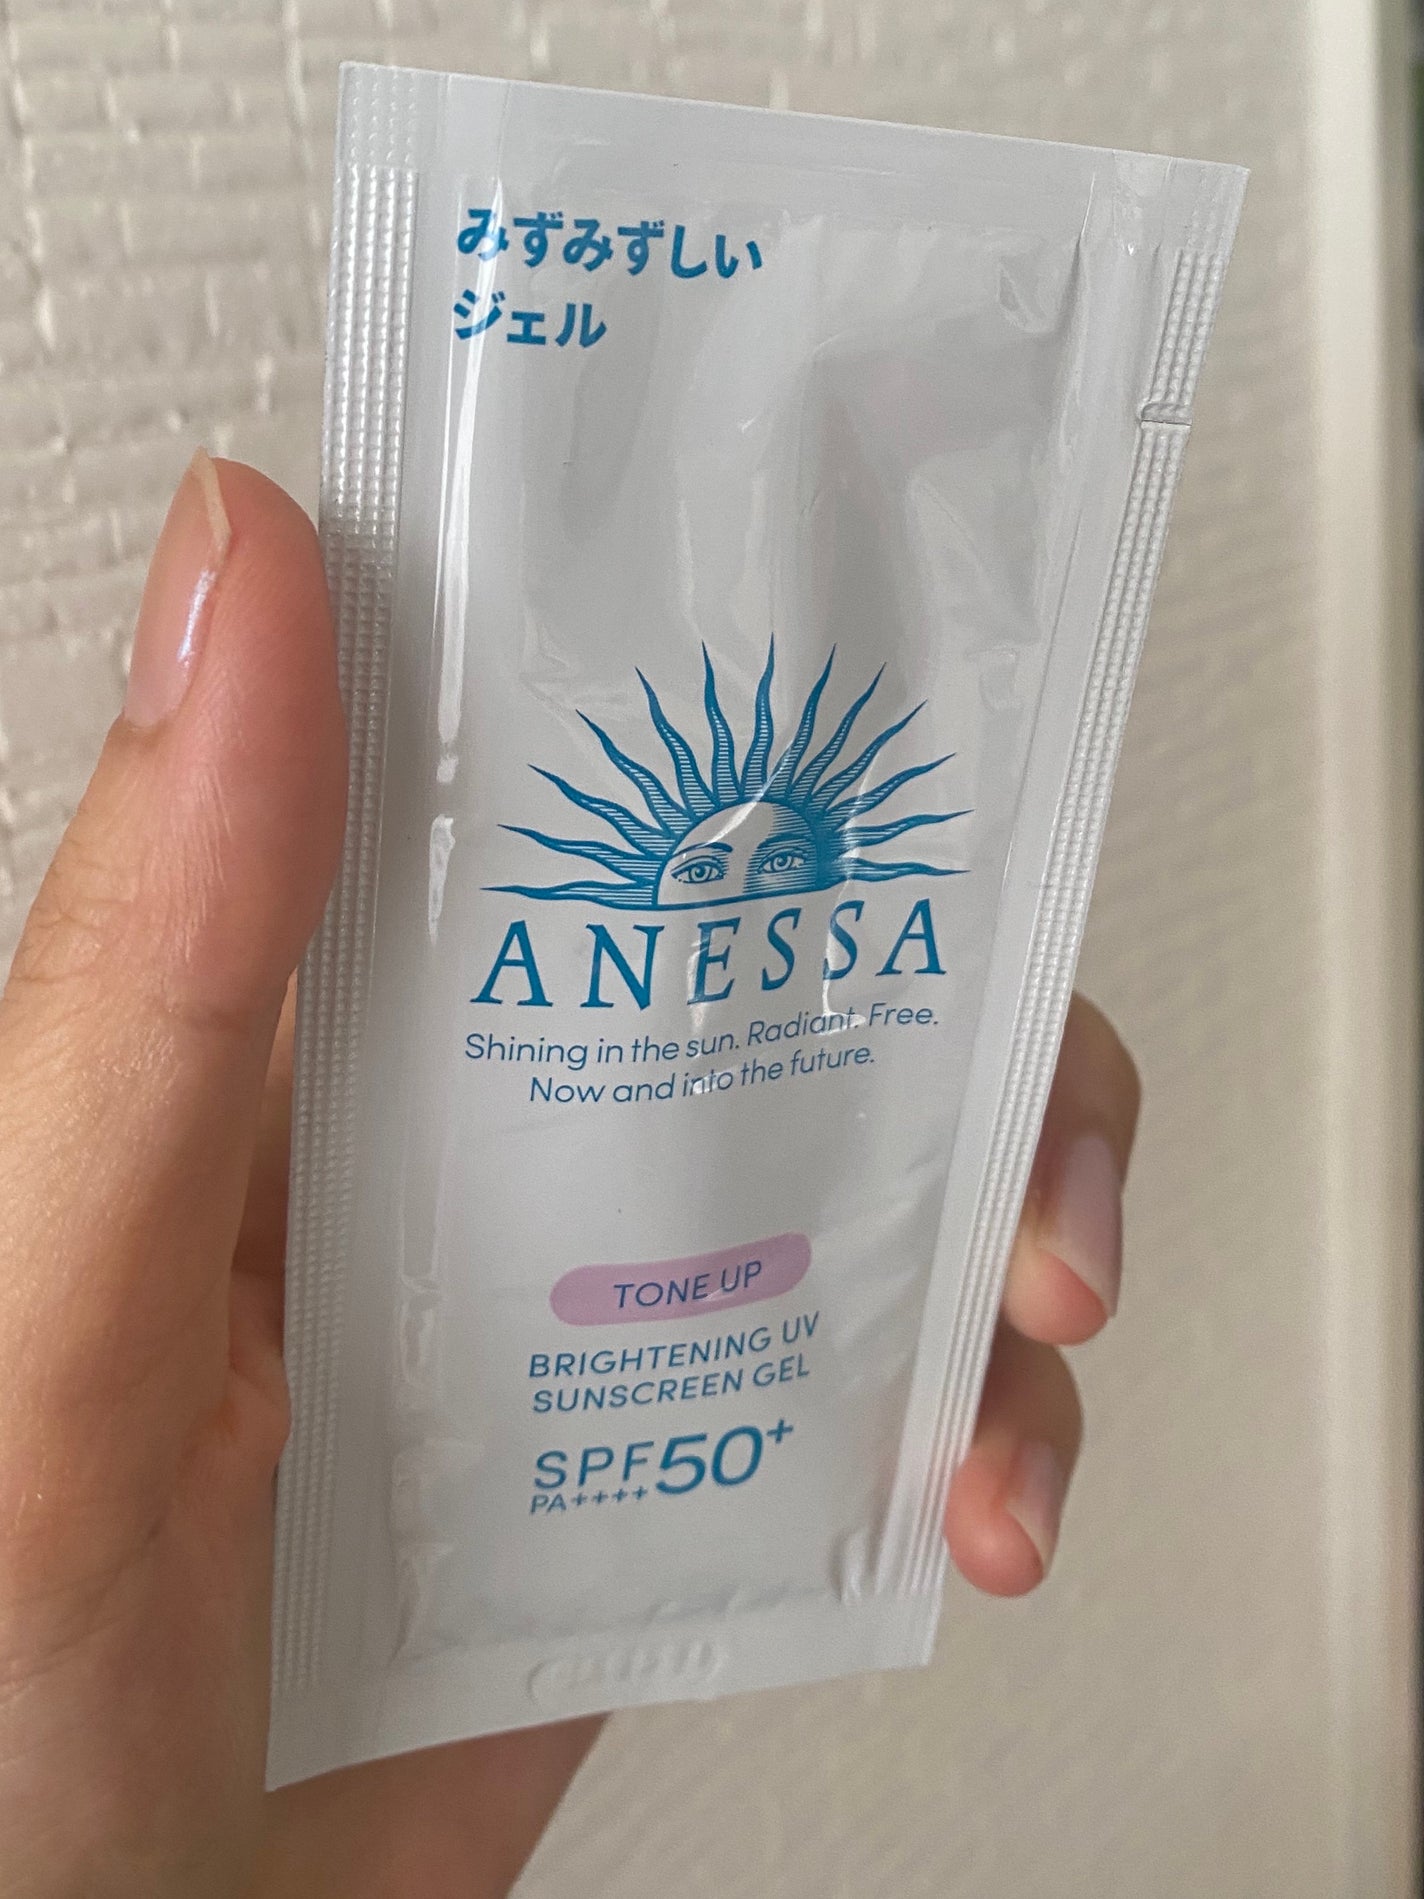 みずみずしい
ジェル
ANESSA
Shining in the sun. Radiant. Free.
Now and into the future.
TONE UP
BRIGHTENING UV
SUNSCREEN GEL
SPF50+
PA++++